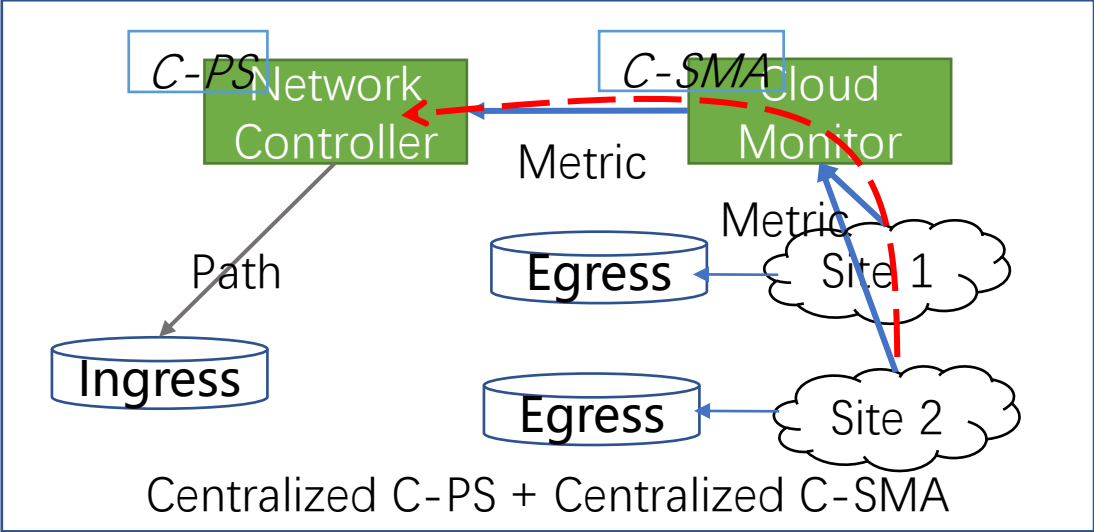 C-PS
Network
Controller
C-SMA
Cloud
Monitor
Metric
Metric
Path
Egress
Site 1
Ingress
Egress
Site 2
Centralized C-PS + Centralized C-SMA